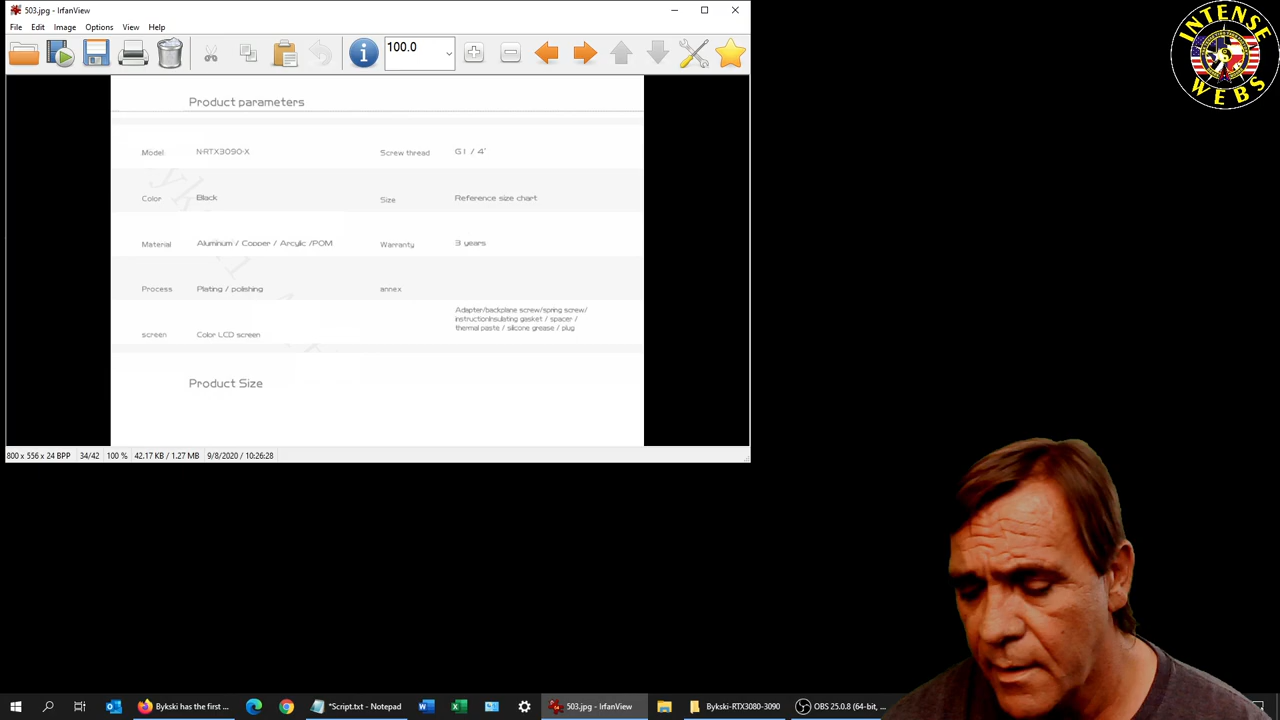 503.jpg - IrfanView
File Edit Image Options View Help
100.0
Product parameters
Model N-RTX3090-X Screw thread G1 / 4"
Color Black Size Reference size chart
Material Aluminum / Copper / Arcylic /POM Warranty 3 years
Process Plating / polishing annex
Adapter/backplane screw/spring screw/
instructionInsulating gasket / spacer /
thermal paste / silicone grease / plug
screen Color LCD screen
Product Size
800 x 556 x 24 BPP 34/42 100 % 42.17 KB / 1.27 MB 9/8/2020 / 10:26:28
INTENSE
WEBS
Bykski has the first ... *Script.txt - Notepad 503.jpg - IrfanView Bykski-RTX3080-3090 OBS 25.0.8 (64-bit, ...